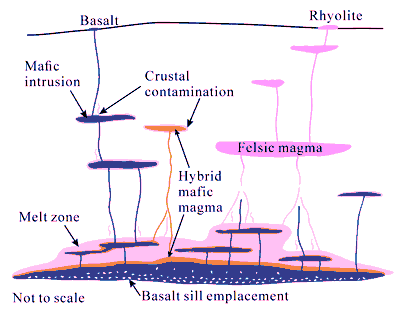 Basalt
Rhyolite
Mafic
intrusion
Crustal
contamination
Felsic magma
Hybrid
mafic
magma
Melt zone
Not to scale
Basalt sill emplacement